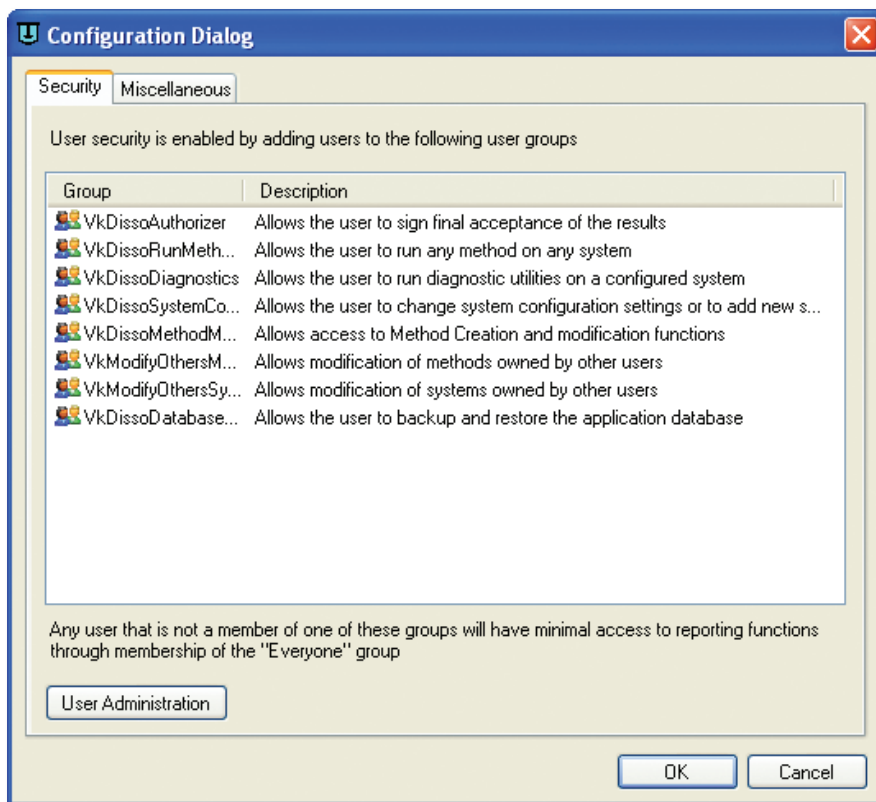 Configuration Dialog
Security Miscellaneous
User security is enabled by adding users to the following user groups
Group Description
VkDissoAuthorizer Allows the user to sign final acceptance of the results
VkDissoRunMeth... Allows the user to run any method on any system
VkDissoDiagnostics Allows the user to run diagnostic utilities on a configured system
VkDissoSystemCo... Allows the user to change system configuration settings or to add new s...
VkDissoMethodM... Allows access to Method Creation and modification functions
VkModifyOthersM... Allows modification of methods owned by other users
VkModifyOthersSy... Allows modification of systems owned by other users
VkDissoDatabase... Allows the user to backup and restore the application database
Any user that is not a member of one of these groups will have minimal access to reporting functions
through membership of the "Everyone" group
User Administration
OK Cancel